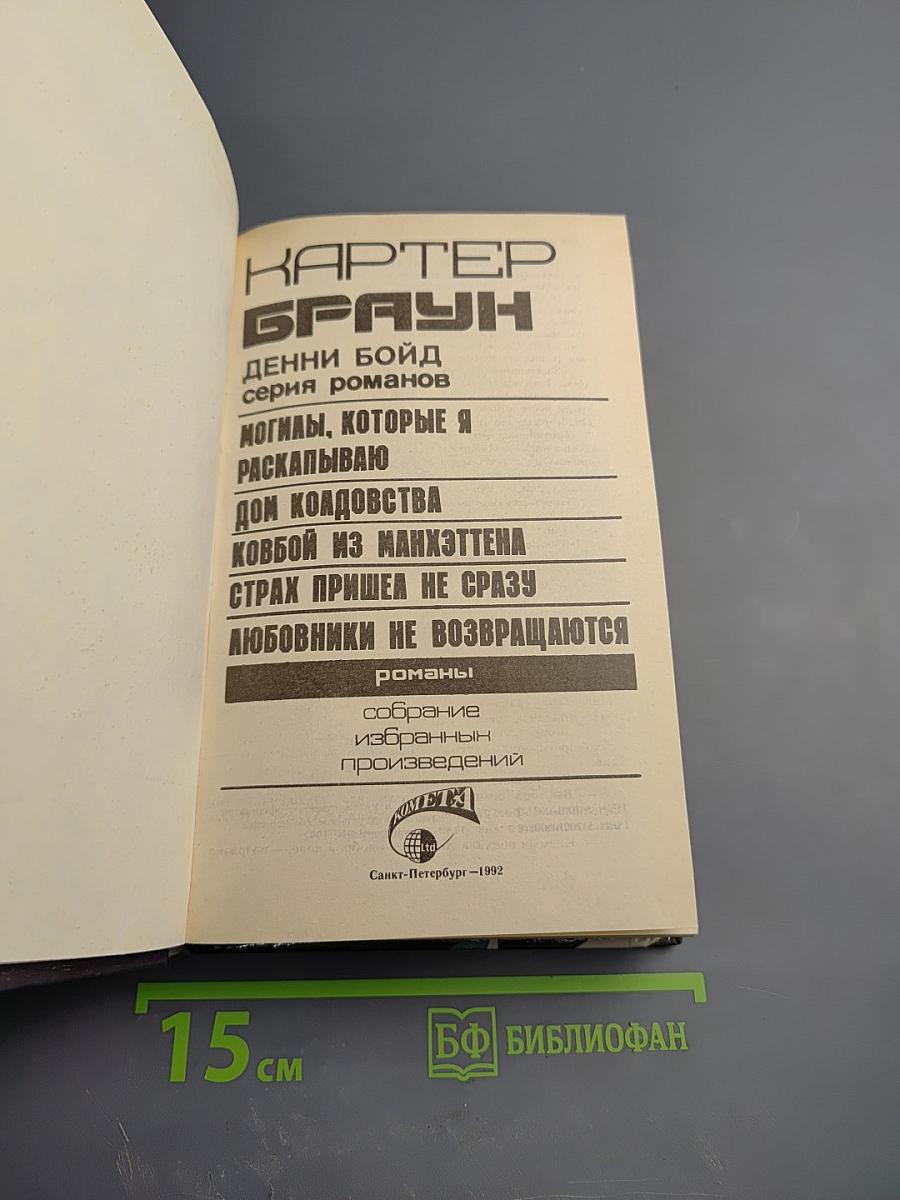 КАРТЕР
БРАУН
ДЕННИ БОЙД
серия романов
МОГИЛЫ, КОТОРЫЕ Я
РАСКАПЫВАЮ
ДОМ КОЛДОВСТВА
КОВБОЙ ИЗ МАНХЭТТЕНА
СТРАХ ПРИШЕЛ НЕ СРАЗУ
ЛЮБОВНИКИ НЕ ВОЗВРАЩАЮТСЯ
романы
собрание
избранных
произведений
КОМЕТА
Ltd
Санкт-Петербург—1992
15 см
БФ БИБЛИОФАН